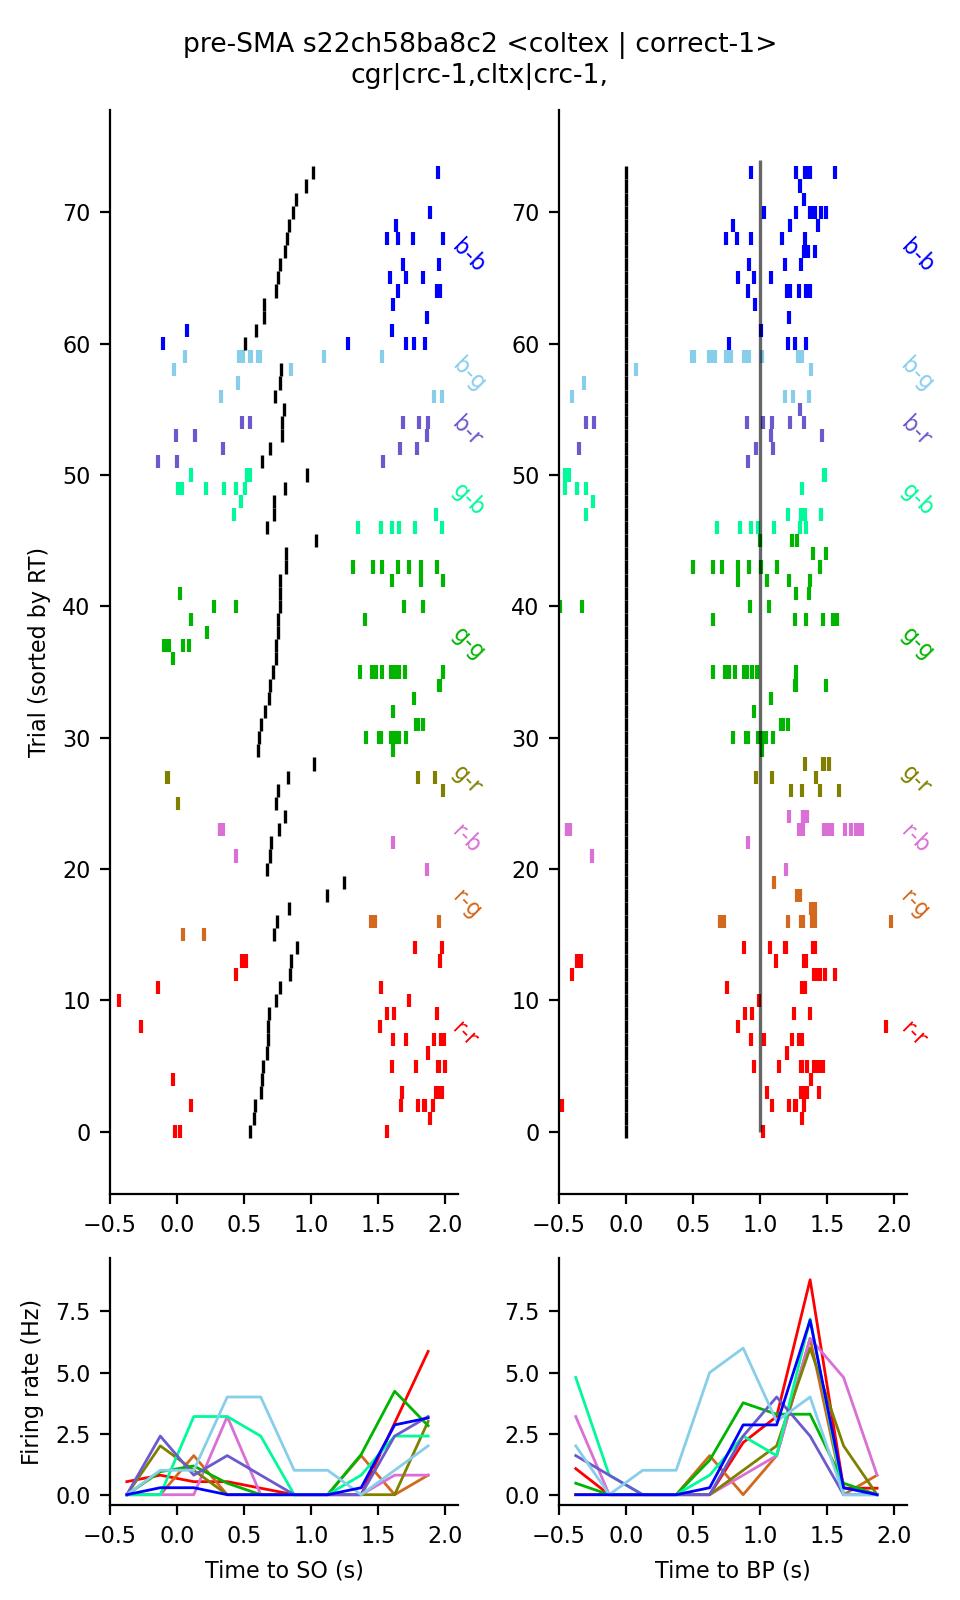 pre-SMA s22ch58ba8c2 <coltex | correct-1>
cgr|crc-1,cltx|crc-1,
Trial (sorted by RT)
70
60
50
40
30
20
10
0
−0.5 0.0 0.5 1.0 1.5 2.0
b-b
b-g
b-r
g-b
g-g
g-r
r-b
r-g
r-r
70
60
50
40
30
20
10
0
−0.5 0.0 0.5 1.0 1.5 2.0
b-b
b-g
b-r
g-b
g-g
g-r
r-b
r-g
r-r
Firing rate (Hz)
7.5
5.0
2.5
0.0
−0.5 0.0 0.5 1.0 1.5 2.0
Time to SO (s)
7.5
5.0
2.5
0.0
−0.5 0.0 0.5 1.0 1.5 2.0
Time to BP (s)